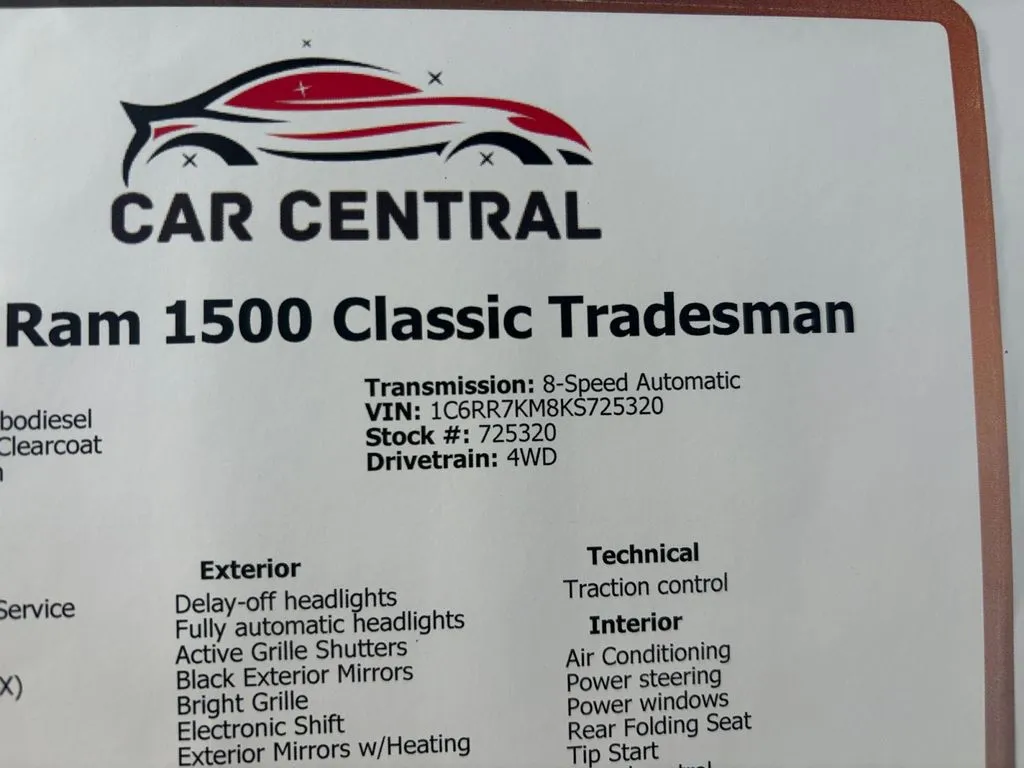 CAR CENTRAL
Ram 1500 Classic Tradesman
bodiesel
Clearcoat
Transmission: 8-Speed Automatic
VIN: 1C6RR7KM8KS725320
Stock #: 725320
Drivetrain: 4WD
Service
X)
Exterior
Delay-off headlights
Fully automatic headlights
Active Grille Shutters
Black Exterior Mirrors
Bright Grille
Electronic Shift
Exterior Mirrors w/Heating
Technical
Traction control
Interior
Air Conditioning
Power steering
Power windows
Rear Folding Seat
Tip Start